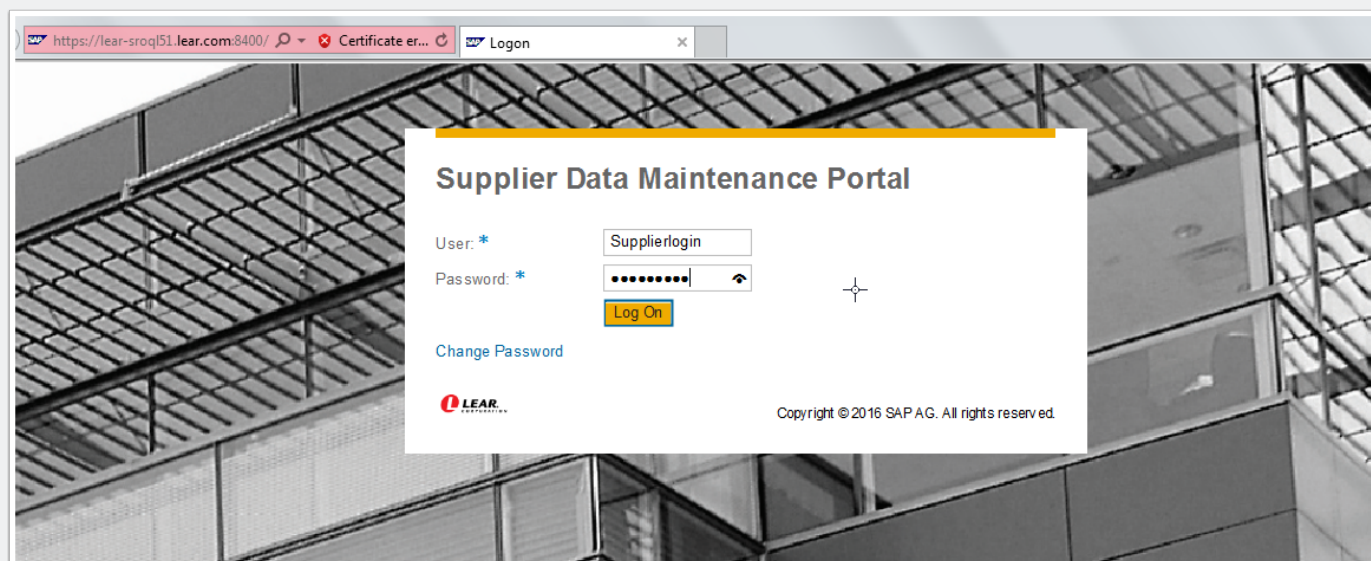 https://lear-sroql51.lear.com:8400/ Certificate er... Logon
Supplier Data Maintenance Portal
User: * Supplierlogin
Password: * •••••••••
Log On
Change Password
LEAR.
CORPORATION
Copyright © 2016 SAP AG. All rights reserved.